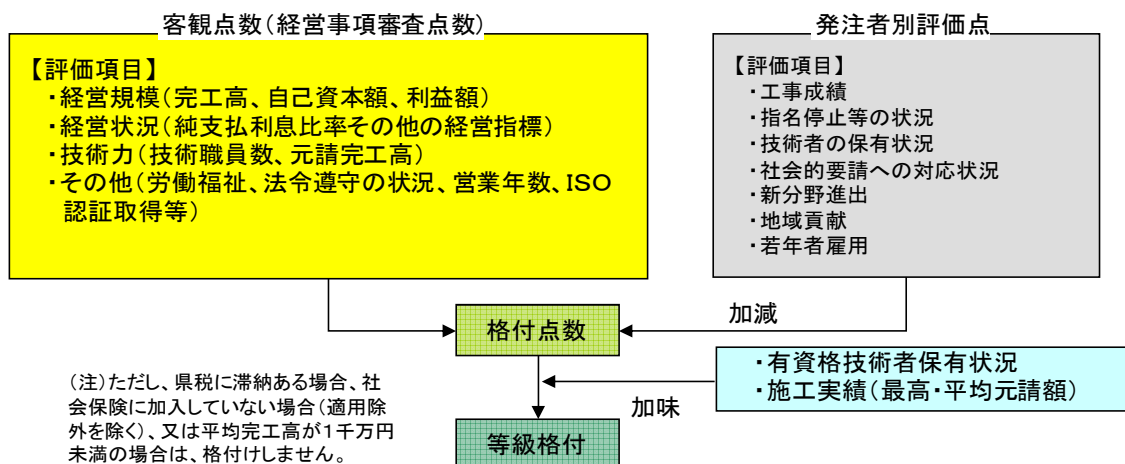 客観点数(経営事項審査点数)
【評価項目】
・経営規模(完工高、自己資本額、利益額)
・経営状況(純支払利息比率その他の経営指標)
・技術力(技術職員数、元請完工高)
・その他(労働福祉、法令遵守の状況、営業年数、ISO
認証取得等)
発注者別評価点
【評価項目】
・工事成績
・指名停止等の状況
・技術者の保有状況
・社会的要請への対応状況
・新分野進出
・地域貢献
・若年者雇用
格付点数
加減
・有資格技術者保有状況
・施工実績(最高・平均元請額)
加味
(注)ただし、県税に滞納ある場合、社
会保険に加入していない場合(適用除
外を除く)、又は平均完工高が1千万円
未満の場合は、格付けしません。
等級格付